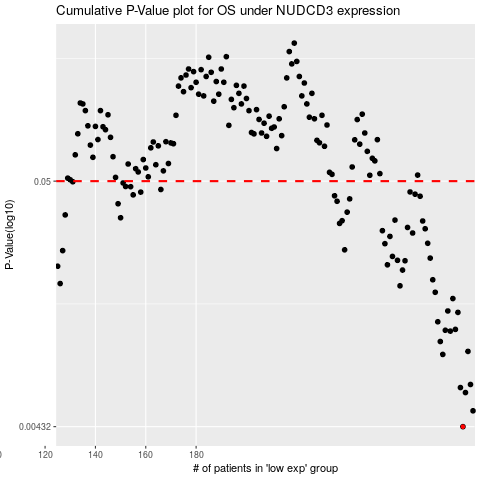 Cumulative P-Value plot for OS under NUDCD3 expression
0.05
P-Value(log10)
0.00432
0 120 140 160 180
# of patients in 'low exp' group